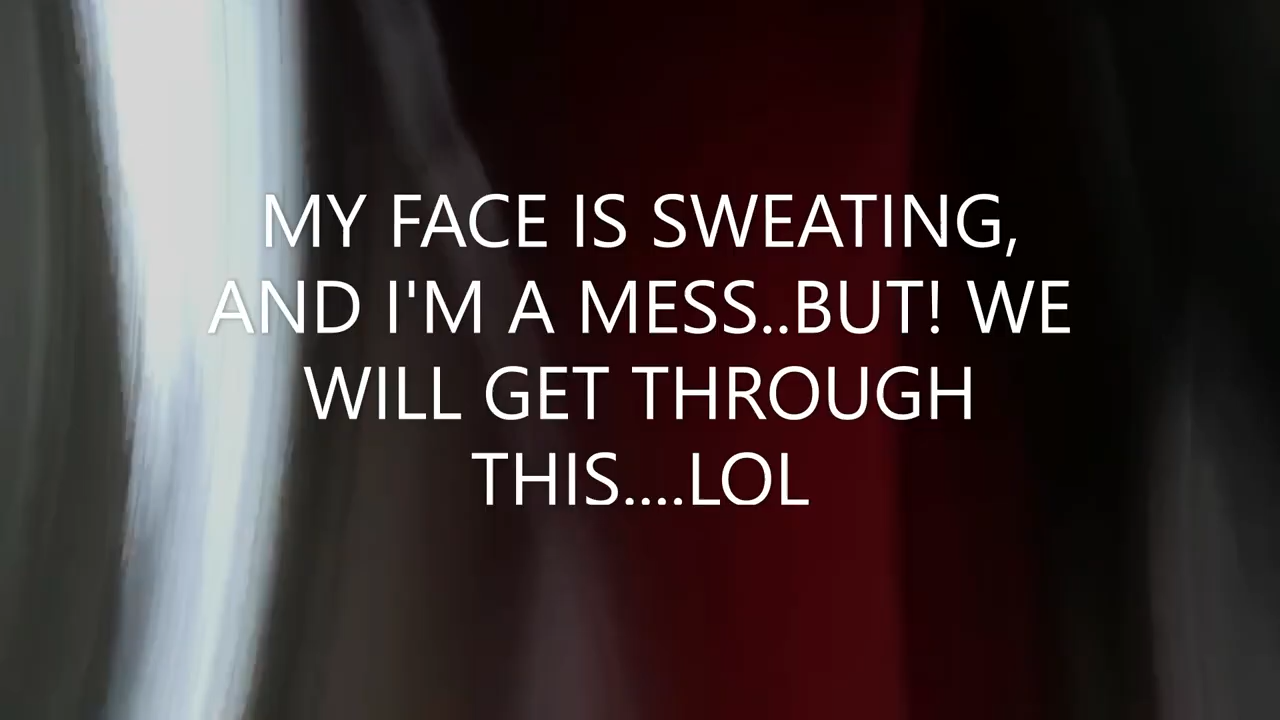 MY FACE IS SWEATING,
AND I'M A MESS..BUT! WE
WILL GET THROUGH
THIS....LOL